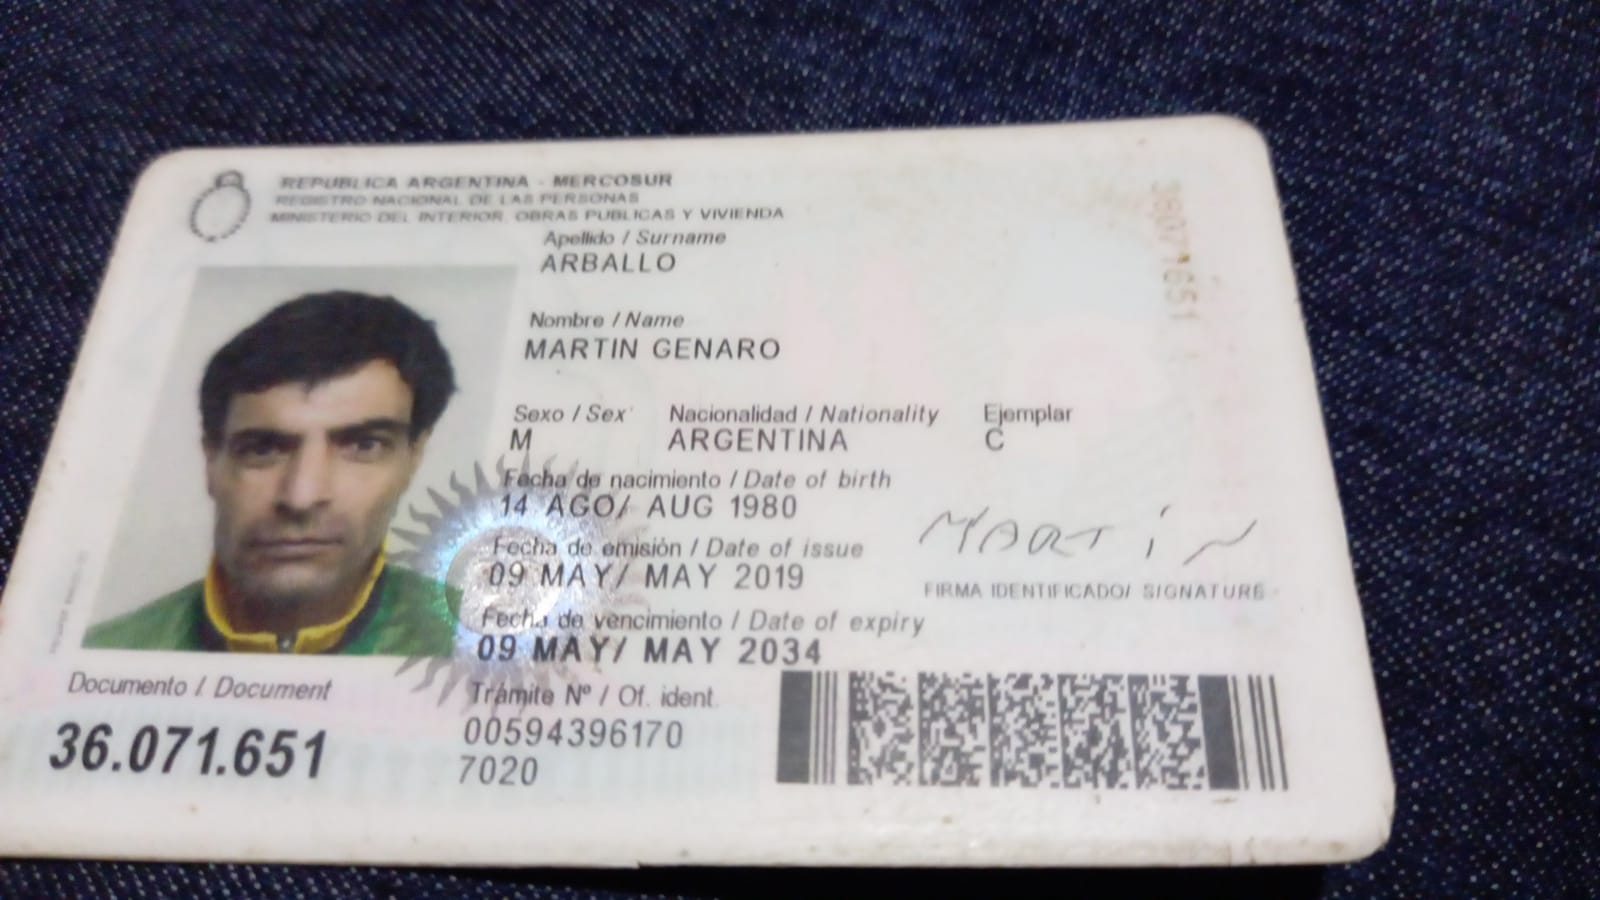 REPUBLICA ARGENTINA - MERCOSUR
REGISTRO NACIONAL DE LAS PERSONAS
MINISTERIO DEL INTERIOR, OBRAS PUBLICAS Y VIVIENDA
Apellido / Surname
ARBALLO
Nombre / Name
MARTIN GENARO
Sexo / Sex Nacionalidad / Nationality Ejemplar
M ARGENTINA C
Fecha de nacimiento / Date of birth
14 AGO/ AUG 1980
Fecha de emisión / Date of issue
09 MAY/ MAY 2019
Fecha de vencimiento / Date of expiry
09 MAY/ MAY 2034
MARTIN
FIRMA IDENTIFICADO/ SIGNATURE
Documento / Document
36.071.651
Trámite Nº / Of. ident.
00594396170
7020
36071651